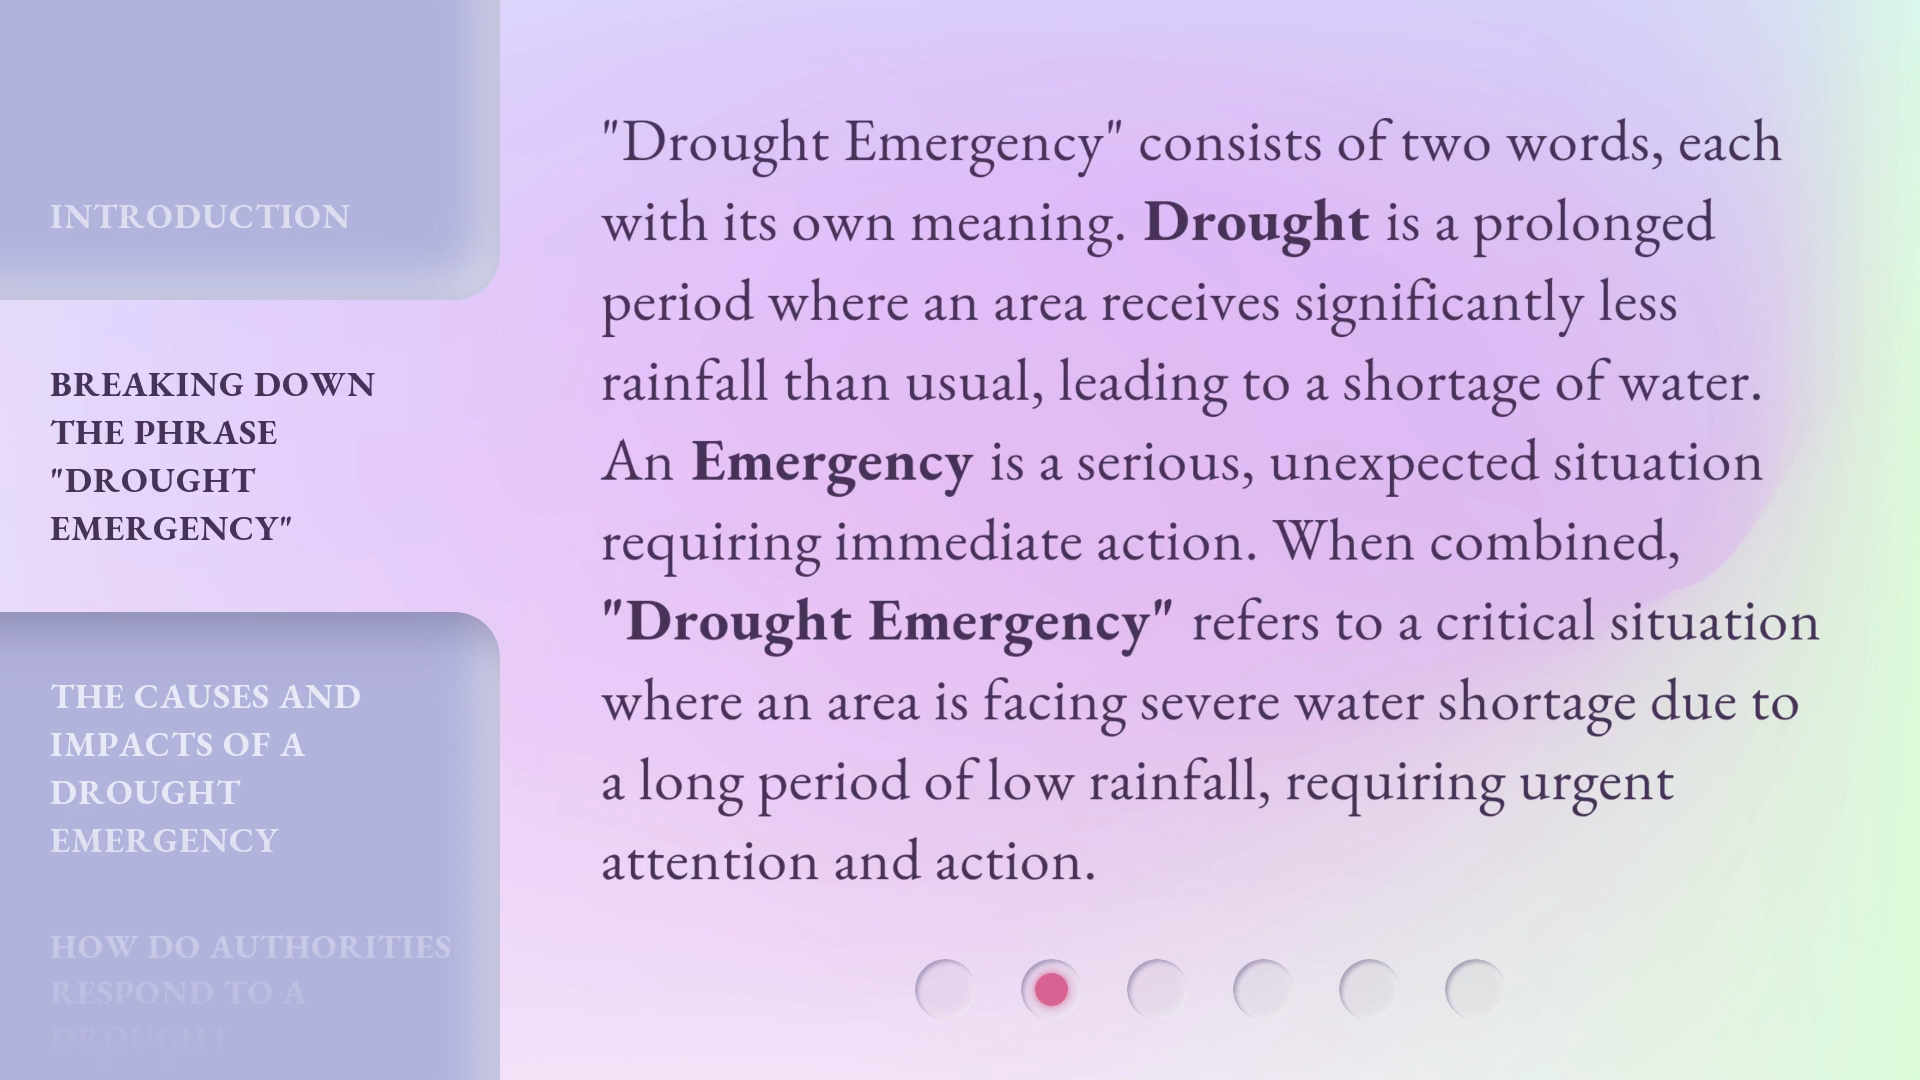 INTRODUCTION
BREAKING DOWN
THE PHRASE
"DROUGHT
EMERGENCY"
THE CAUSES AND
IMPACTS OF A
DROUGHT
EMERGENCY
HOW DO AUTHORITIES
RESPOND TO A
DROUGHT
"Drought Emergency" consists of two words, each
with its own meaning. Drought is a prolonged
period where an area receives significantly less
rainfall than usual, leading to a shortage of water.
An Emergency is a serious, unexpected situation
requiring immediate action. When combined,
"Drought Emergency" refers to a critical situation
where an area is facing severe water shortage due to
a long period of low rainfall, requiring urgent
attention and action.